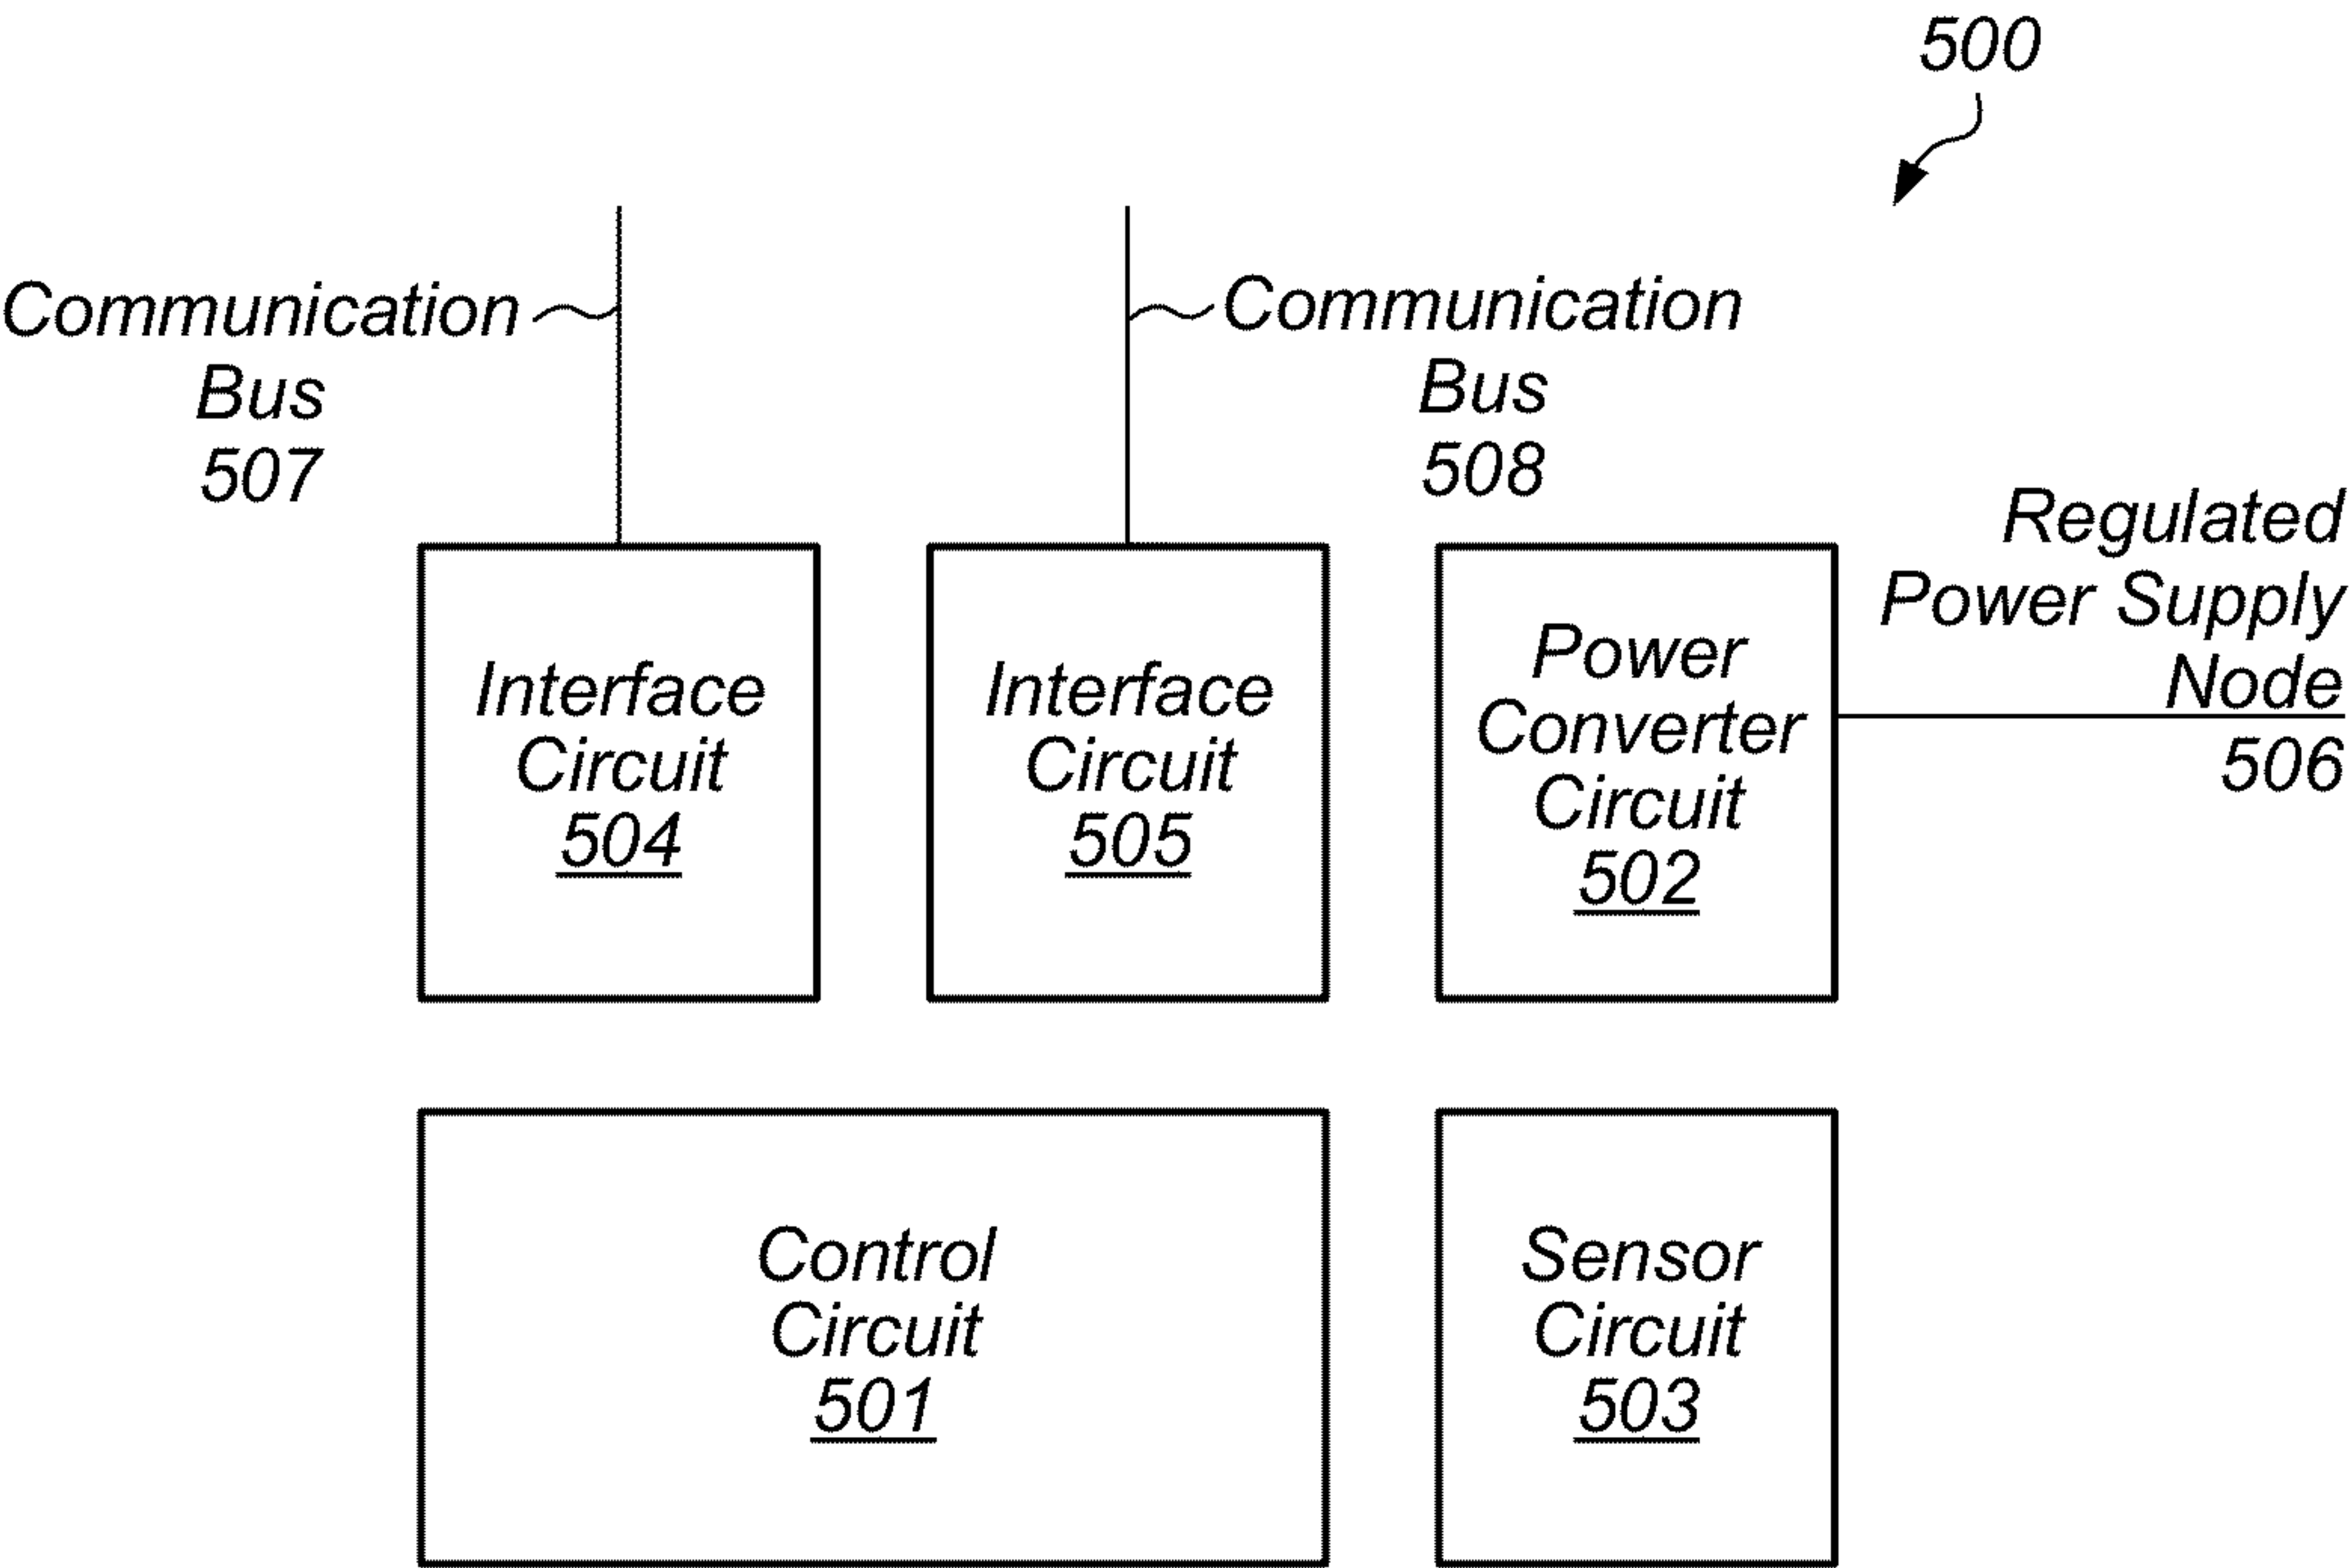 500
Communication
Bus
507
Communication
Bus
508
Regulated
Power Supply
Node
506
Interface
Circuit
504
Interface
Circuit
505
Power
Converter
Circuit
502
Control
Circuit
501
Sensor
Circuit
503